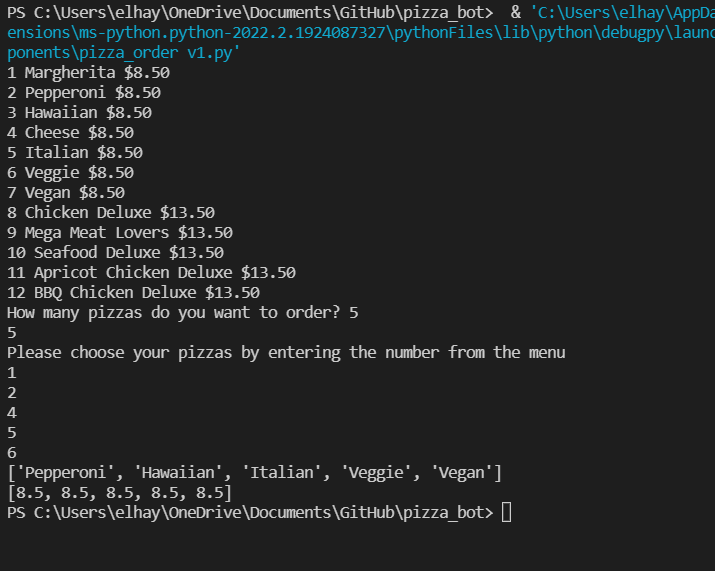 PS C:\Users\elhay\OneDrive\Documents\GitHub\pizza_bot>  & 'C:\Users\elhay\AppDa
ensions\ms-python.python-2022.2.1924087327\pythonFiles\lib\python\debugpy\launc
ponents\pizza_order v1.py'
1 Margherita $8.50
2 Pepperoni $8.50
3 Hawaiian $8.50
4 Cheese $8.50
5 Italian $8.50
6 Veggie $8.50
7 Vegan $8.50
8 Chicken Deluxe $13.50
9 Mega Meat Lovers $13.50
10 Seafood Deluxe $13.50
11 Apricot Chicken Deluxe $13.50
12 BBQ Chicken Deluxe $13.50
How many pizzas do you want to order? 5
5
Please choose your pizzas by entering the number from the menu
1
2
4
5
6
['Pepperoni', 'Hawaiian', 'Italian', 'Veggie', 'Vegan']
[8.5, 8.5, 8.5, 8.5, 8.5]
PS C:\Users\elhay\OneDrive\Documents\GitHub\pizza_bot>